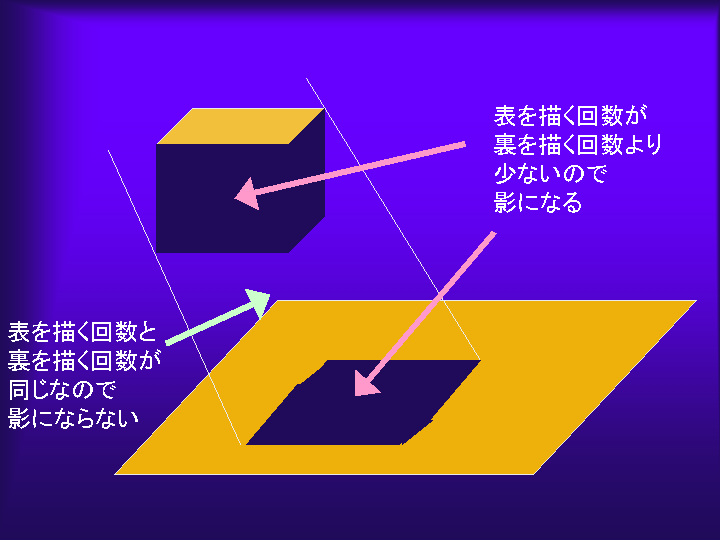 表を描く回数が
裏を描く回数より
少ないので
影になる
表を描く回数と
裏を描く回数が
同じなので
影にならない